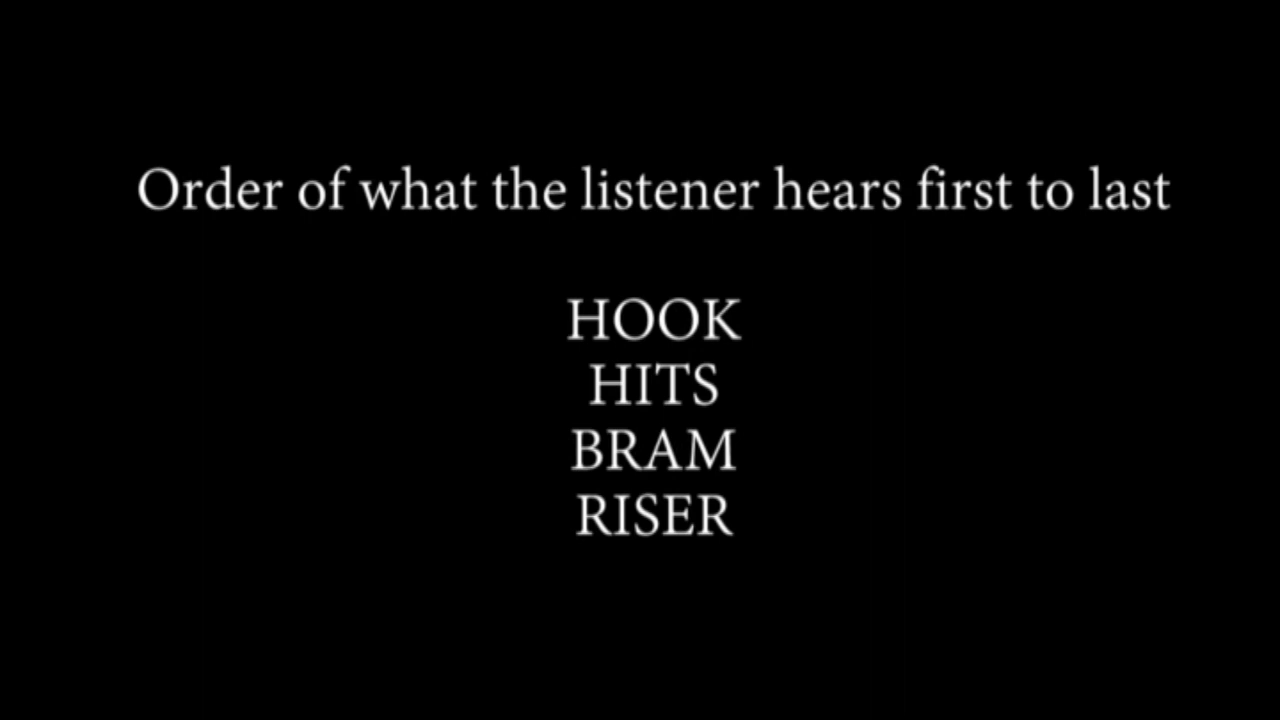 Order of what the listener hears first to last
HOOK
HITS
BRAM
RISER